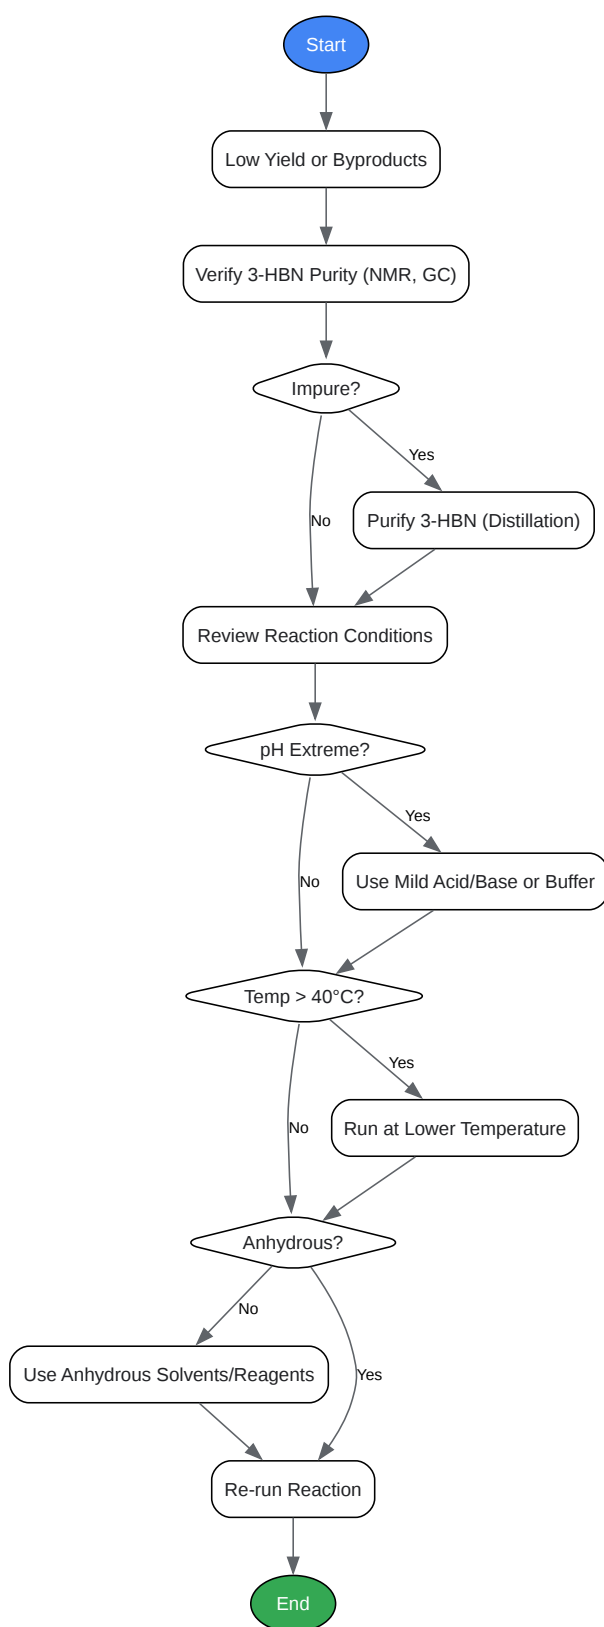 Start
Low Yield or Byproducts
Verify 3-HBN Purity (NMR, GC)
Impure?
Yes
No
Purify 3-HBN (Distillation)
Review Reaction Conditions
pH Extreme?
Yes
No
Use Mild Acid/Base or Buffer
Temp > 40°C?
Yes
No
Run at Lower Temperature
Anhydrous?
No
Yes
Use Anhydrous Solvents/Reagents
Re-run Reaction
End